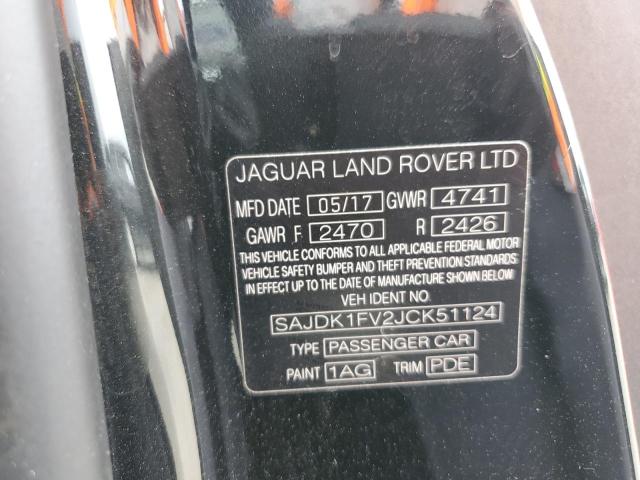 JAGUAR LAND ROVER LTD
MFD DATE 05/17 GVWR 4741
GAWR F 2470 R 2426
THIS VEHICLE CONFORMS TO ALL APPLICABLE FEDERAL MOTOR
VEHICLE SAFETY BUMPER AND THEFT PREVENTION STANDARDS
IN EFFECT UP TO THE DATE OF MANUFACTURE SHOWN BELOW
VEH IDENT NO
SAJDK1FV2JCK51124
TYPE PASSENGER CAR
PAINT 1AG TRIM PDE